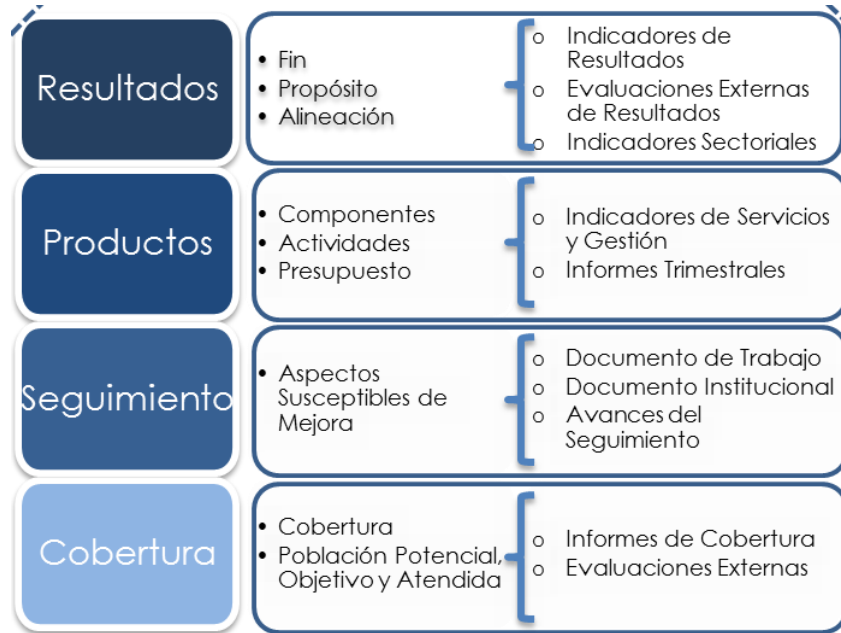 Resultados
• Fin
• Propósito
• Alineación
o Indicadores de
Resultados
o Evaluaciones Externas
de Resultados
o Indicadores Sectoriales
Productos
• Componentes
• Actividades
• Presupuesto
o Indicadores de Servicios
y Gestión
o Informes Trimestrales
Seguimiento
• Aspectos
Susceptibles de
Mejora
o Documento de Trabajo
o Documento Institucional
o Avances del
Seguimiento
Cobertura
• Cobertura
• Población Potencial,
Objetivo y Atendida
o Informes de Cobertura
o Evaluaciones Externas